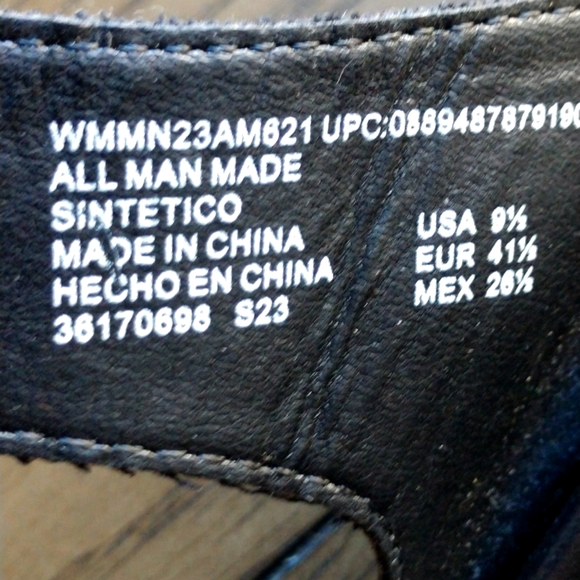 WMMN23AM621 UPC:0889487879190
ALL MAN MADE
SINTETICO
MADE IN CHINA
HECHO EN CHINA
36170698 S23
USA 9½
EUR 41½
MEX 26½